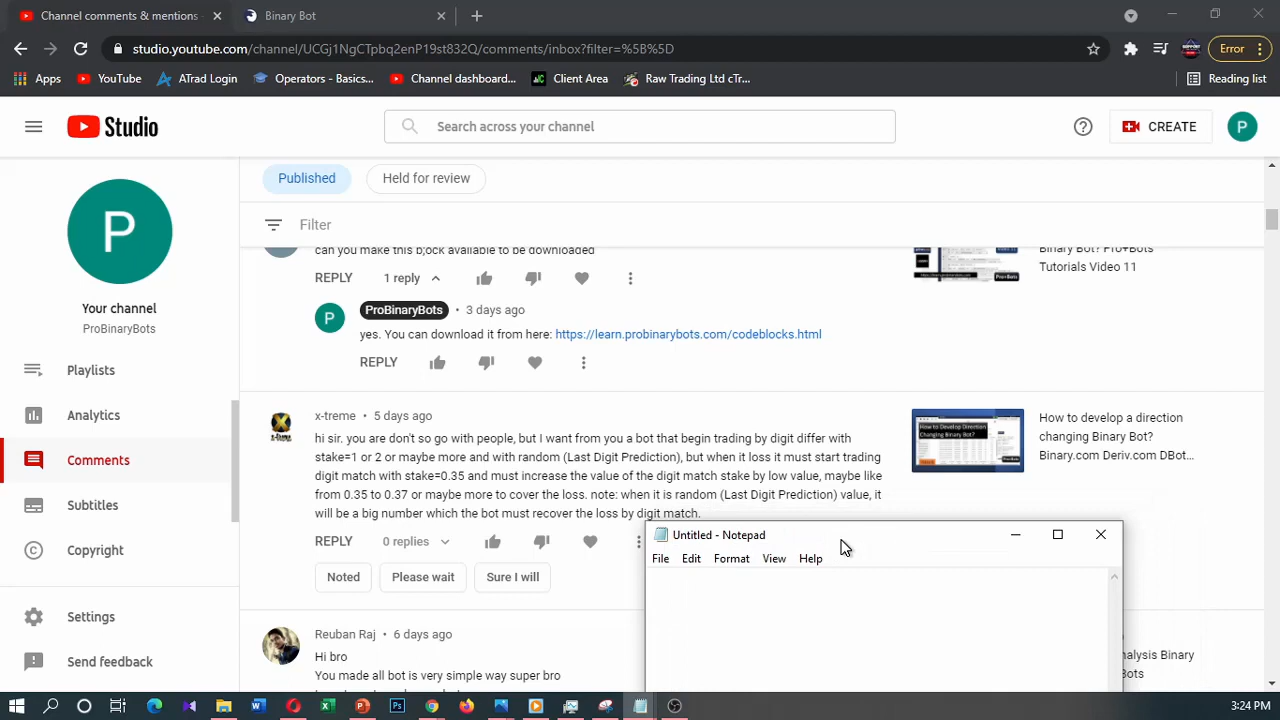 Channel comments & mentions
Binary Bot
studio.youtube.com/channel/UCGj1NgCTpbq2enP19st832Q/comments/inbox?filter=%5B%5D
Error
Apps
YouTube
ATrad Login
Operators - Basics...
Channel dashboard...
Client Area
Raw Trading Ltd cTr...
Reading list
Studio
Search across your channel
CREATE
P
Published
Held for review
Filter
P
Your channel
ProBinaryBots
Playlists
Analytics
Comments
Subtitles
Copyright
Settings
Send feedback
can you make this b;ock available to be downloaded
REPLY
1 reply
Binary Bot? Pro+Bots
Tutorials Video 11
P
ProBinaryBots • 3 days ago
yes. You can download it from here: https://learn.probinarybots.com/codeblocks.html
REPLY
x-treme • 5 days ago
hi air. you are don't so go with people, but I want from you a bot that begin trading by digit differ with
stake=1 or 2 or maybe more and with random (Last Digit Prediction), but when it loss it must start trading
digit match with stake=0.35 and must increase the value of the digit match stake by low value, maybe like
from 0.35 to 0.37 or maybe more to cover the loss. note: when it is random (Last Digit Prediction) value, it
will be a big number which the bot must recover the loss by digit match.
How to Develop Direction
Changing Binary Bot?
How to develop a direction
changing Binary Bot?
Binary.com Deriv.com DBot...
REPLY
0 replies
Noted
Please wait
Sure I will
Reuban Raj • 6 days ago
Hi bro
You made all bot is very simple way super bro
Untitled - Notepad
File
Edit
Format
View
Help
nalysis Binary
Bots
3:24 PM